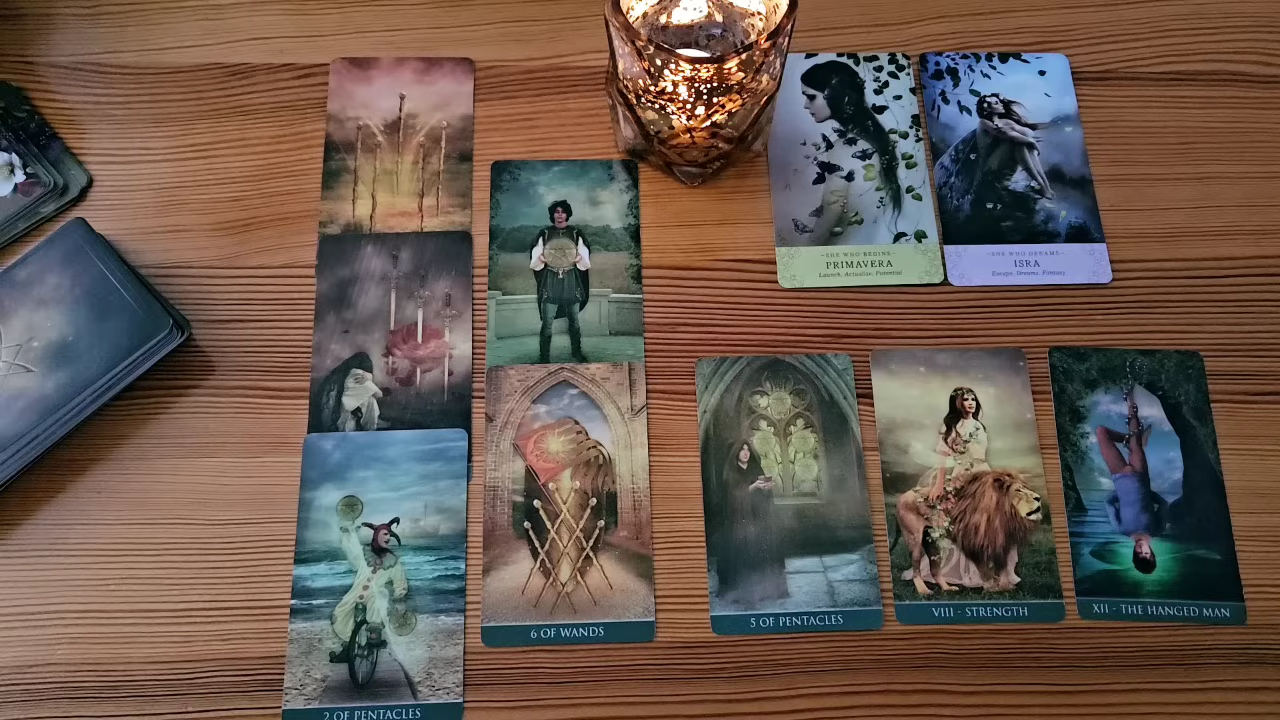 ~SHE WHO BEGINS~
PRIMAVERA
Launch, Actualize, Potential
~SHE WHO DREAMS~
ISRA
Escape, Dreams, Fantasy
6 OF WANDS
5 OF PENTACLES
VIII - STRENGTH
XII - THE HANGED MAN
2 OF PENTACLES